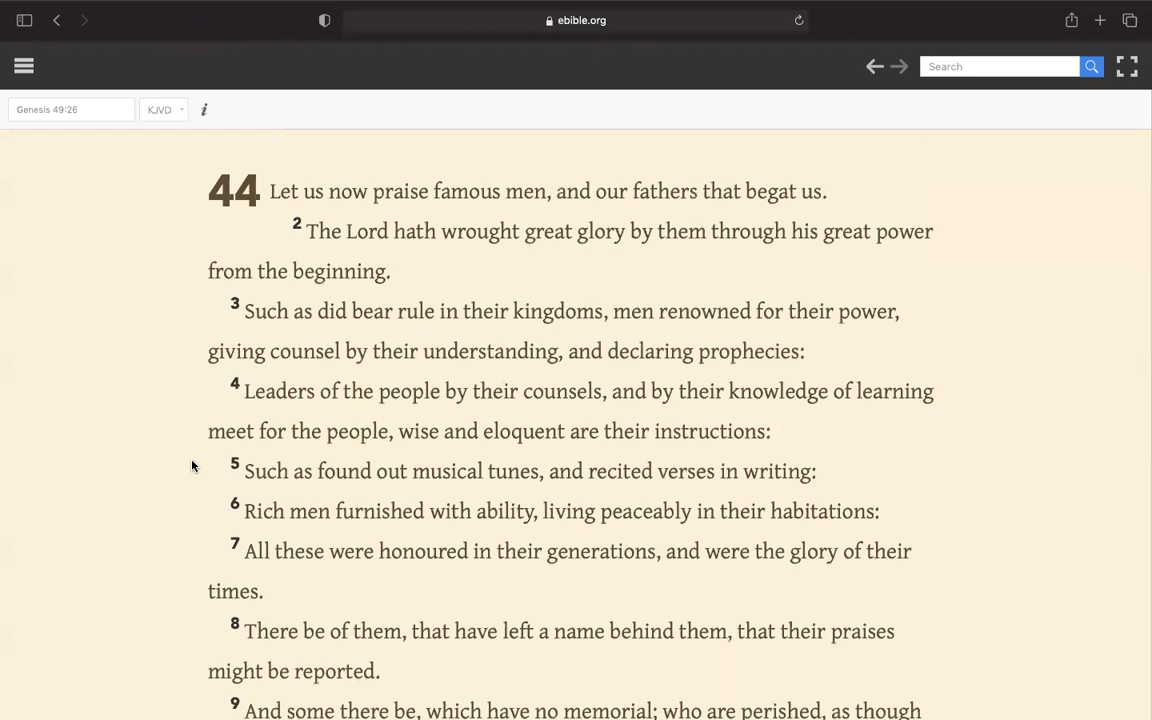 ebible.org
Search
Genesis 49:26 KJVD i
44 Let us now praise famous men, and our fathers that begat us.
2 The Lord hath wrought great glory by them through his great power
from the beginning.
3 Such as did bear rule in their kingdoms, men renowned for their power,
giving counsel by their understanding, and declaring prophecies:
4 Leaders of the people by their counsels, and by their knowledge of learning
meet for the people, wise and eloquent are their instructions:
5 Such as found out musical tunes, and recited verses in writing:
6 Rich men furnished with ability, living peaceably in their habitations:
7 All these were honoured in their generations, and were the glory of their
times.
8 There be of them, that have left a name behind them, that their praises
might be reported.
9 And some there be, which have no memorial; who are perished, as though